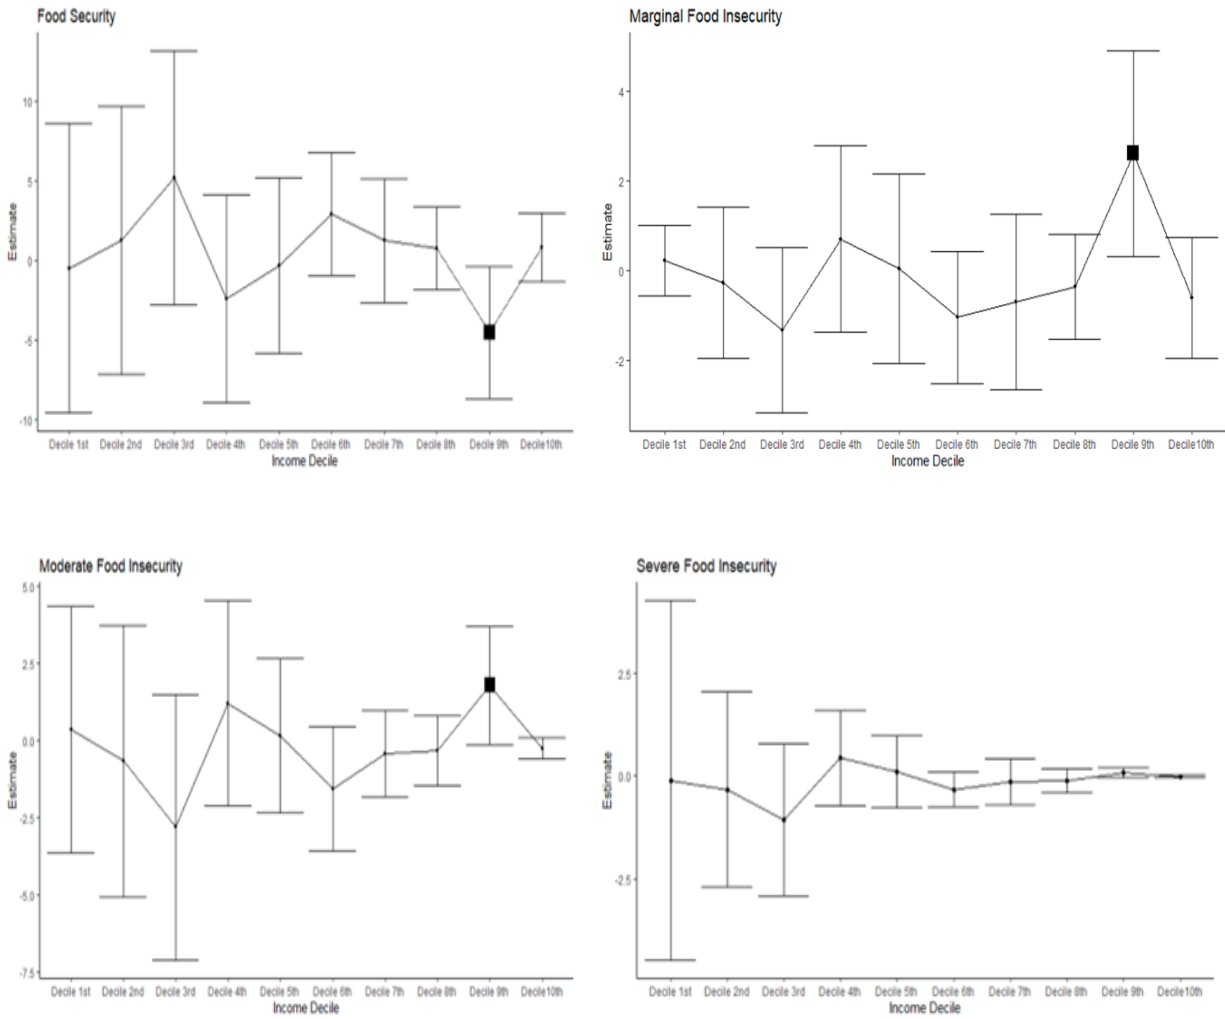 Food Security
Estimate
10
5
0
-5
-10
Decile 1st Decile 2nd Decile 3rd Decile 4th Decile 5th Decile 6th Decile 7th Decile 8th Decile 9th Decile10th
Income Decile
Marginal Food Insecurity
Estimate
4
2
0
-2
Decile 1st Decile 2nd Decile 3rd Decile 4th Decile 5th Decile 6th Decile 7th Decile 8th Decile 9th Decile10th
Income Decile
Moderate Food Insecurity
Estimate
5.0
2.5
0.0
-2.5
-5.0
-7.5
Decile 1st Decile 2nd Decile 3rd Decile 4th Decile 5th Decile 6th Decile 7th Decile 8th Decile 9th Decile10th
Income Decile
Severe Food Insecurity
Estimate
2.5
0.0
-2.5
Decile 1st Decile 2nd Decile 3rd Decile 4th Decile 5th Decile 6th Decile 7th Decile 8th Decile 9th Decile10th
Income Decile